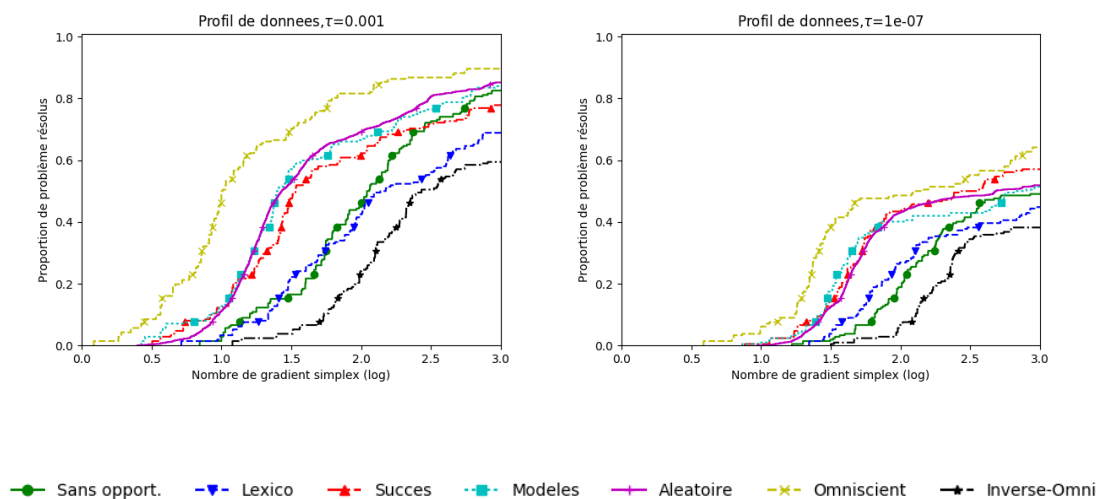 Profil de donnees,τ=0.001
Profil de donnees,τ=1e-07
Proportion de problème résolus
1.0
0.8
0.6
0.4
0.2
0.0
0.0 0.5 1.0 1.5 2.0 2.5 3.0
Nombre de gradient simplex (log)
Proportion de problème résolus
1.0
0.8
0.6
0.4
0.2
0.0
0.0 0.5 1.0 1.5 2.0 2.5 3.0
Nombre de gradient simplex (log)
Sans opport. Lexico Succes Modeles Aleatoire Omniscient Inverse-Omni